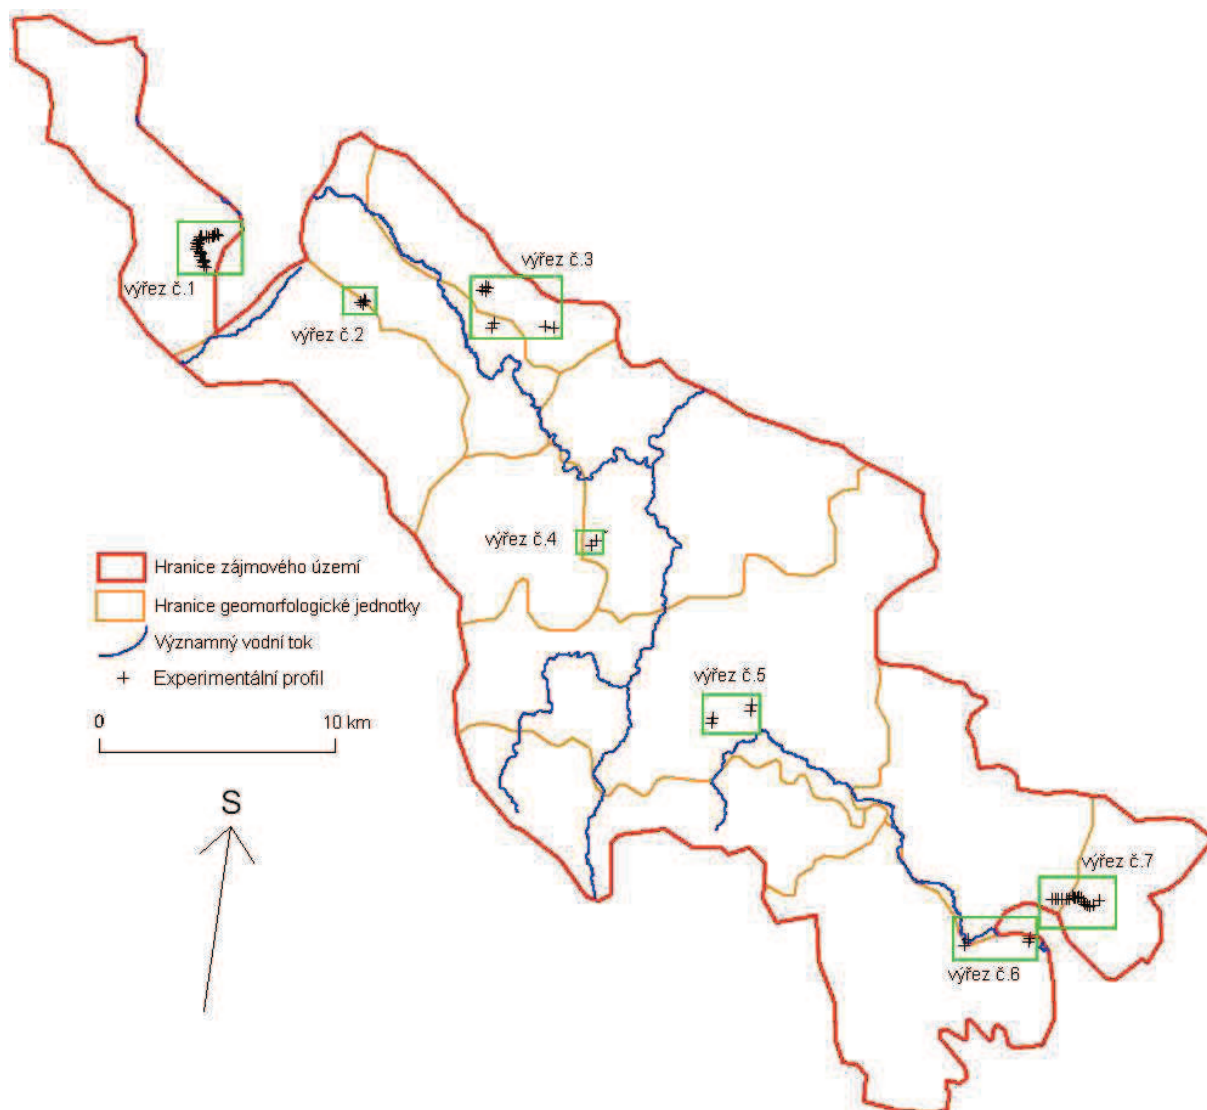 výřez č.1
výřez č.2
výřez č.3
výřez č.4
Hranice zájmového území
Hranice geomorfologické jednotky
Významný vodní tok
Experimentální profil
0 10 km
S
výřez č.5
výřez č.7
výřez č.6